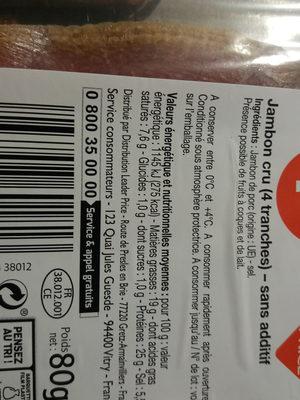 Jambon cru (4 tranches) - sans additif
Ingrédients : Jambon de porc (origine : UE) - sel.
Présence possible de fruits à coques et de lait.
A conserver entre 0°C et +4°C. A consommer rapidement après ouverture
Conditionné sous atmosphère protectrice. A consommer jusqu'au / N° de lot : vo
sur l'emballage.
Valeurs énergétique et nutritionnelles moyennes : pour 100 g : valeur
énergétique : 1145 kJ (275 kcal) - Matières grasses : 19 g - dont acides gras
saturés : 7,6 g - Glucides : 1,0 g - dont sucres : 1,0 g - Protéines : 25 g - Sel : 5,
Distribué par Distribution Leader Price - Route de Presles en Brie - 77220 Gretz-Armainvilliers - Fra
Service consommateurs - 123 Quai Jules Guesde - 94400 Vitry - Fran
0 800 35 00 00 Service & appel gratuits
38012
FR
38.012.001
CE
Poids
net :
80g
PENSEZ
AU TRI !